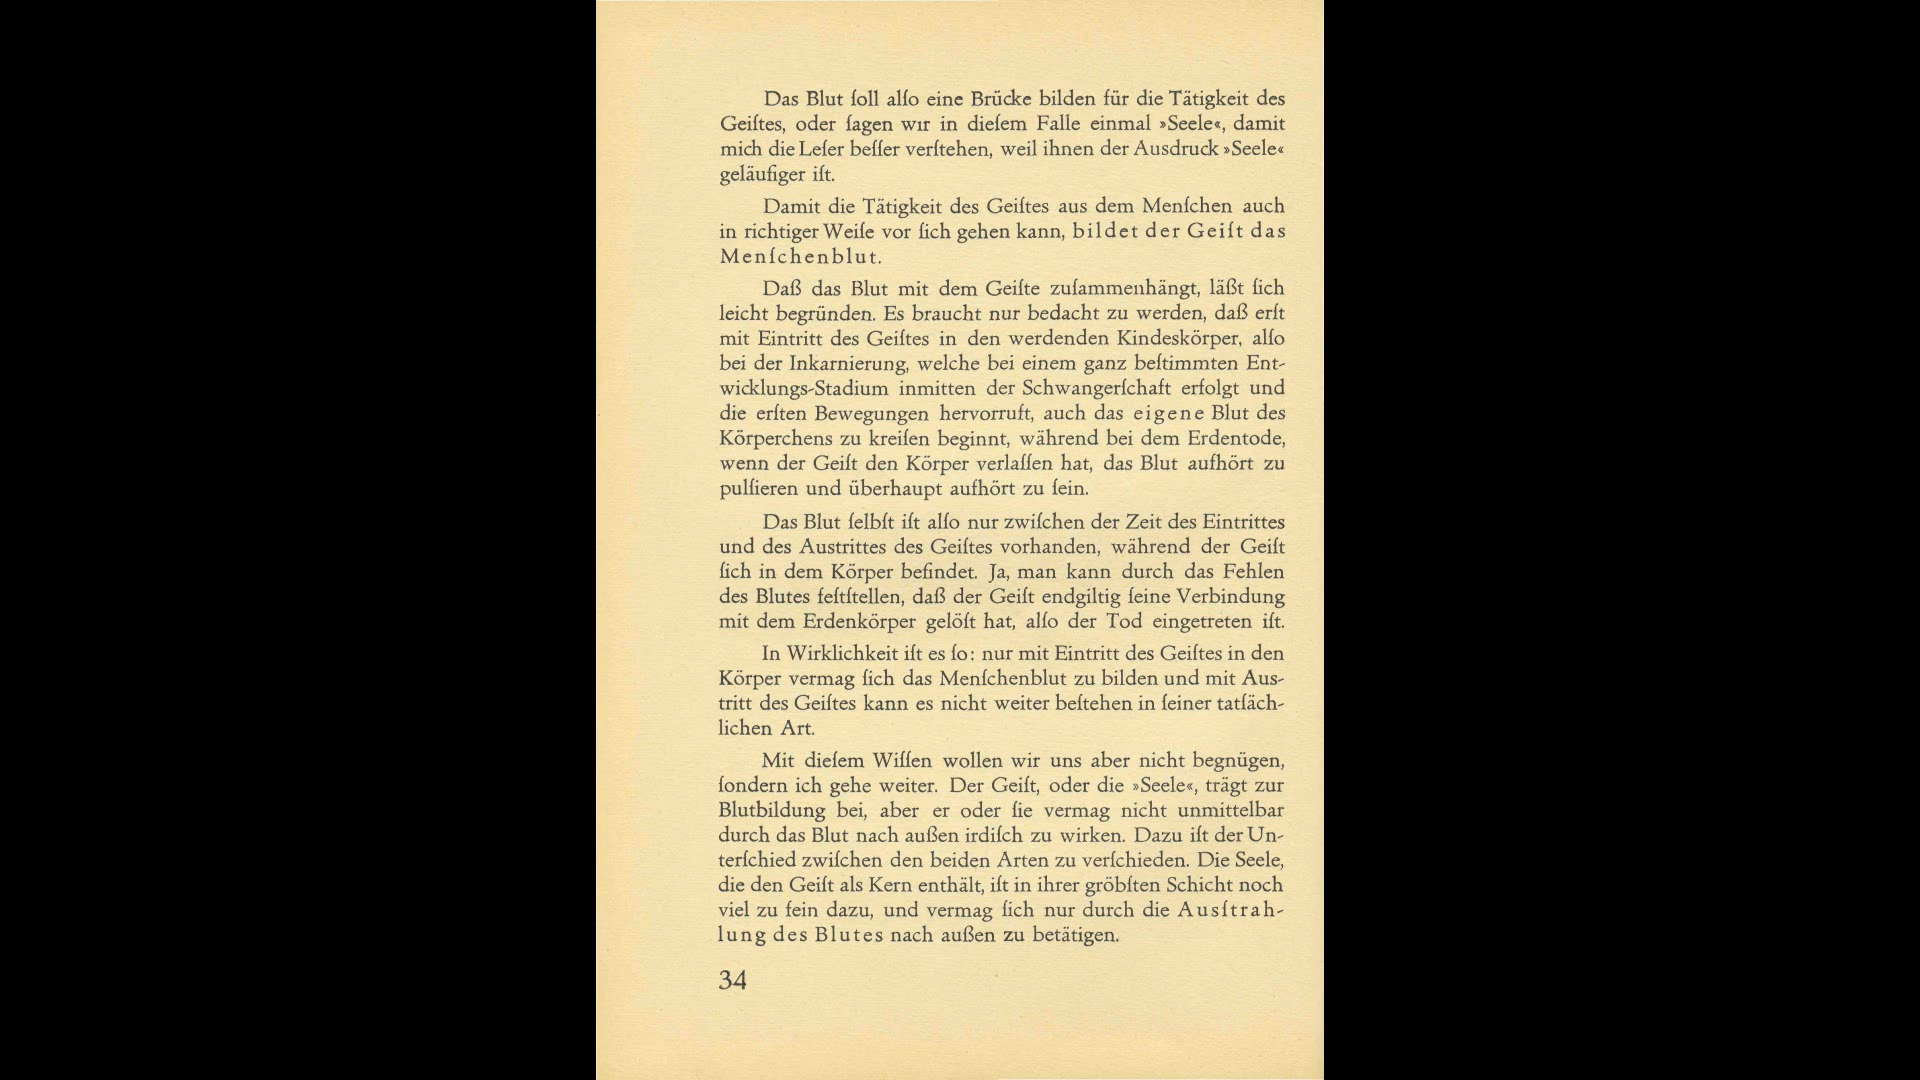 Das Blut ſoll alſo eine Brücke bilden für die Tätigkeit des
Geiſtes, oder ſagen wir in dieſem Falle einmal »Seele«, damit
mich die Leſer beſſer verſtehen, weil ihnen der Ausdruck »Seele«
geläufiger iſt.
Damit die Tätigkeit des Geiſtes aus dem Menſchen auch
in richtiger Weiſe vor ſich gehen kann, bildet der Geiſt das
Menſchenblut.
Daß das Blut mit dem Geiſte zuſammenhängt, läßt ſich
leicht begründen. Es braucht nur bedacht zu werden, daß erſt
mit Eintritt des Geiſtes in den werdenden Kindeskörper, alſo
bei der Inkarnierung, welche bei einem ganz beſtimmten Ent-
wicklungs-Stadium inmitten der Schwangerſchaft erfolgt und
die erſten Bewegungen hervorruft, auch das eigene Blut des
Körperchens zu kreiſen beginnt, während bei dem Erdentode,
wenn der Geiſt den Körper verlaſſen hat, das Blut aufhört zu
pulſieren und überhaupt aufhört zu ſein.
Das Blut ſelbſt iſt alſo nur zwiſchen der Zeit des Eintrittes
und des Austrittes des Geiſtes vorhanden, während der Geiſt
ſich in dem Körper befindet. Ja, man kann durch das Fehlen
des Blutes feſtſtellen, daß der Geiſt endgiltig ſeine Verbindung
mit dem Erdenkörper gelöſt hat, alſo der Tod eingetreten iſt.
In Wirklichkeit iſt es ſo: nur mit Eintritt des Geiſtes in den
Körper vermag ſich das Menſchenblut zu bilden und mit Aus-
tritt des Geiſtes kann es nicht weiter beſtehen in ſeiner tatſäch-
lichen Art.
Mit dieſem Wiſſen wollen wir uns aber nicht begnügen,
ſondern ich gehe weiter. Der Geiſt, oder die »Seele«, trägt zur
Blutbildung bei, aber er oder ſie vermag nicht unmittelbar
durch das Blut nach außen irdiſch zu wirken. Dazu iſt der Un-
terſchied zwiſchen den beiden Arten zu verſchieden. Die Seele,
die den Geiſt als Kern enthält, iſt in ihrer gröbſten Schicht noch
viel zu fein dazu, und vermag ſich nur durch die Ausſtrah-
lung des Blutes nach außen zu betätigen.
34